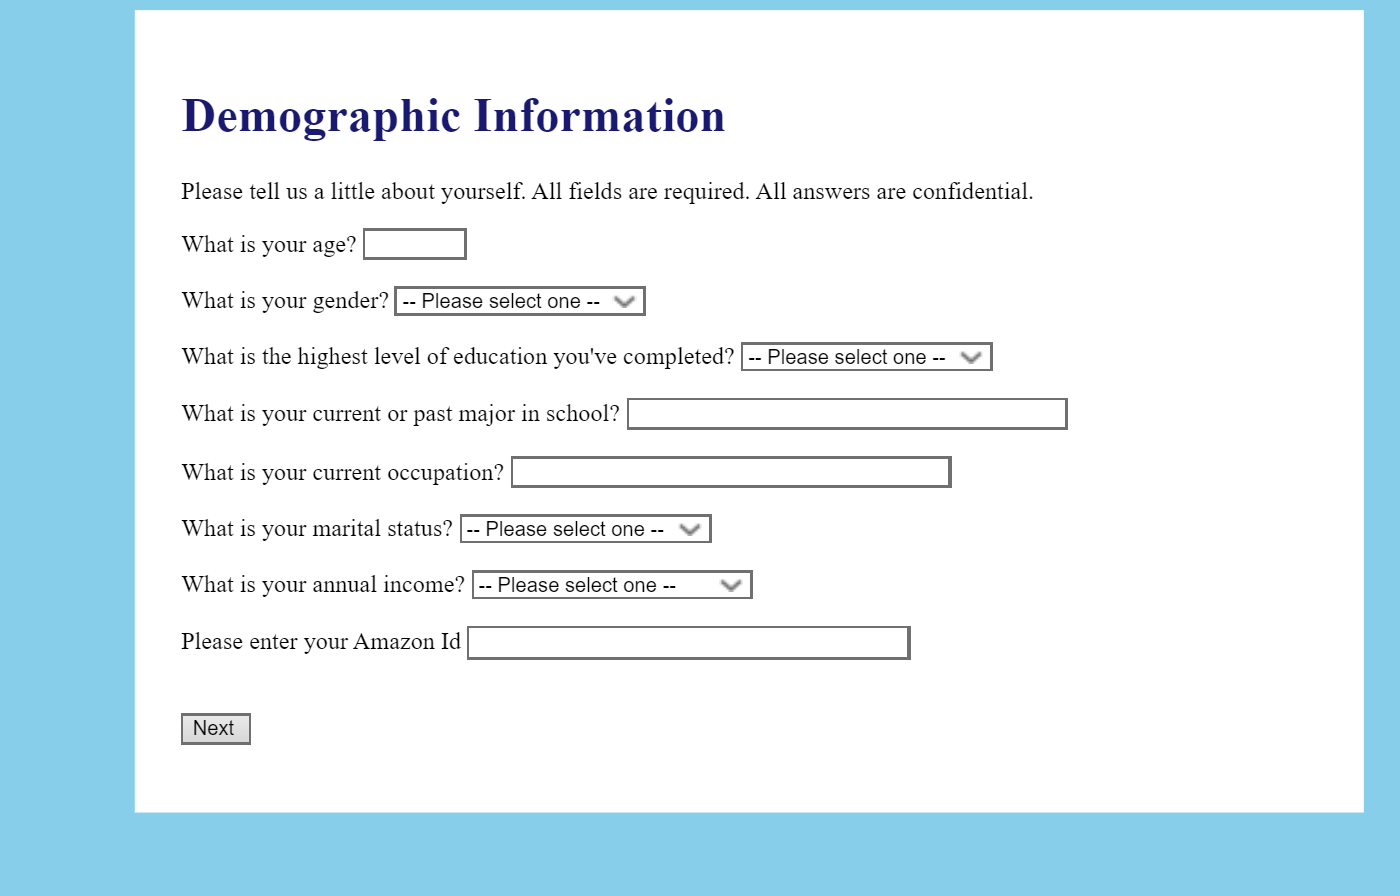 Demographic Information
Please tell us a little about yourself. All fields are required. All answers are confidential.
What is your age?
What is your gender? -- Please select one --
What is the highest level of education you've completed? -- Please select one --
What is your current or past major in school?
What is your current occupation?
What is your marital status? -- Please select one --
What is your annual income? -- Please select one --
Please enter your Amazon Id
Next